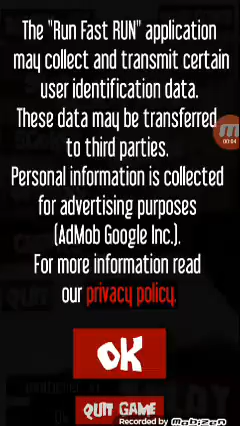 The "Run Fast RUN" application
may collect and transmit certain
user identification data.
These data may be transferred
to third parties.
Personal information is collected
for advertising purposes
(AdMob Google Inc.).
For more information read
our privacy policy.
OK
QUIT GAME
00:04
Recorded by Mobizen